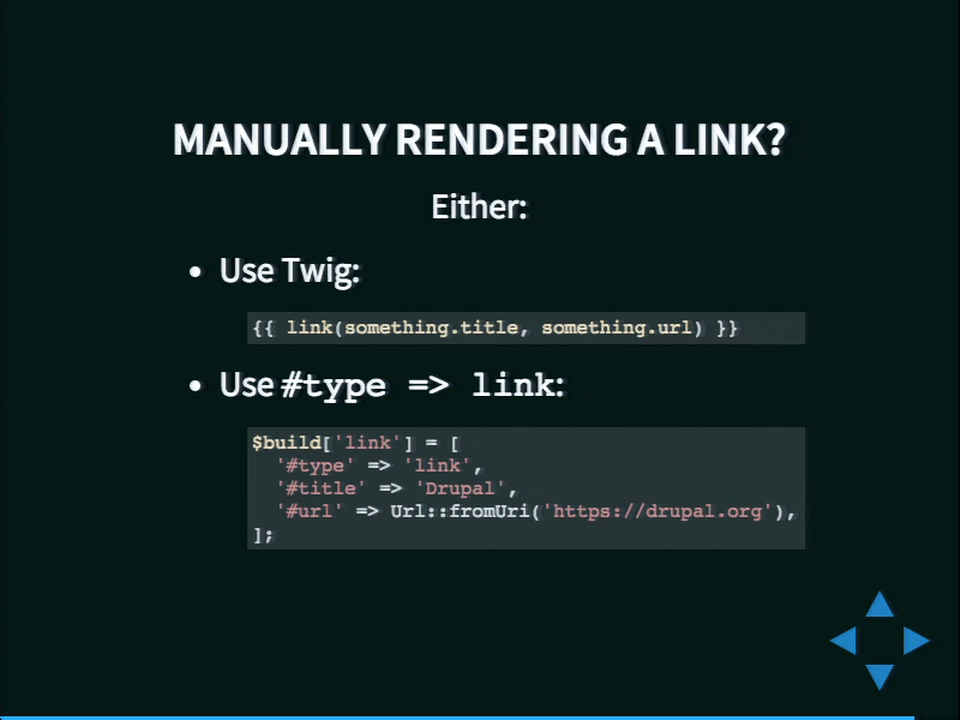 MANUALLY RENDERING A LINK?
Either:
• Use Twig:
{{ link(something.title, something.url) }}
• Use #type => link:
$build['link'] = [
  '#type' => 'link',
  '#title' => 'Drupal',
  '#url' => Url::fromUri('https://drupal.org'),
];